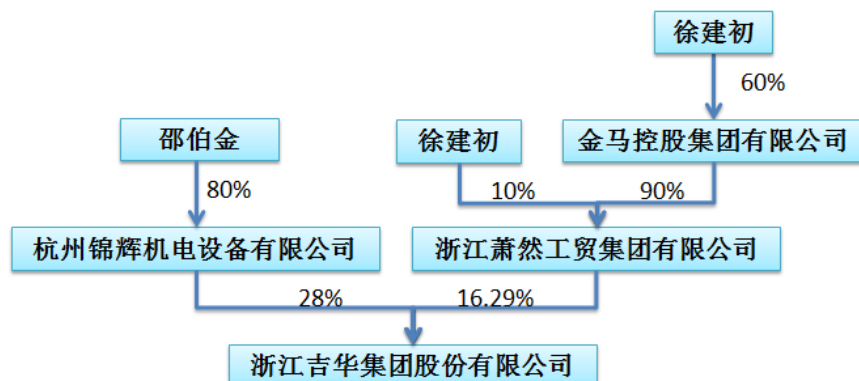 徐建初
60%
邵伯金
徐建初
金马控股集团有限公司
80%
10%
90%
杭州锦辉机电设备有限公司
浙江萧然工贸集团有限公司
28%
16.29%
浙江吉华集团股份有限公司